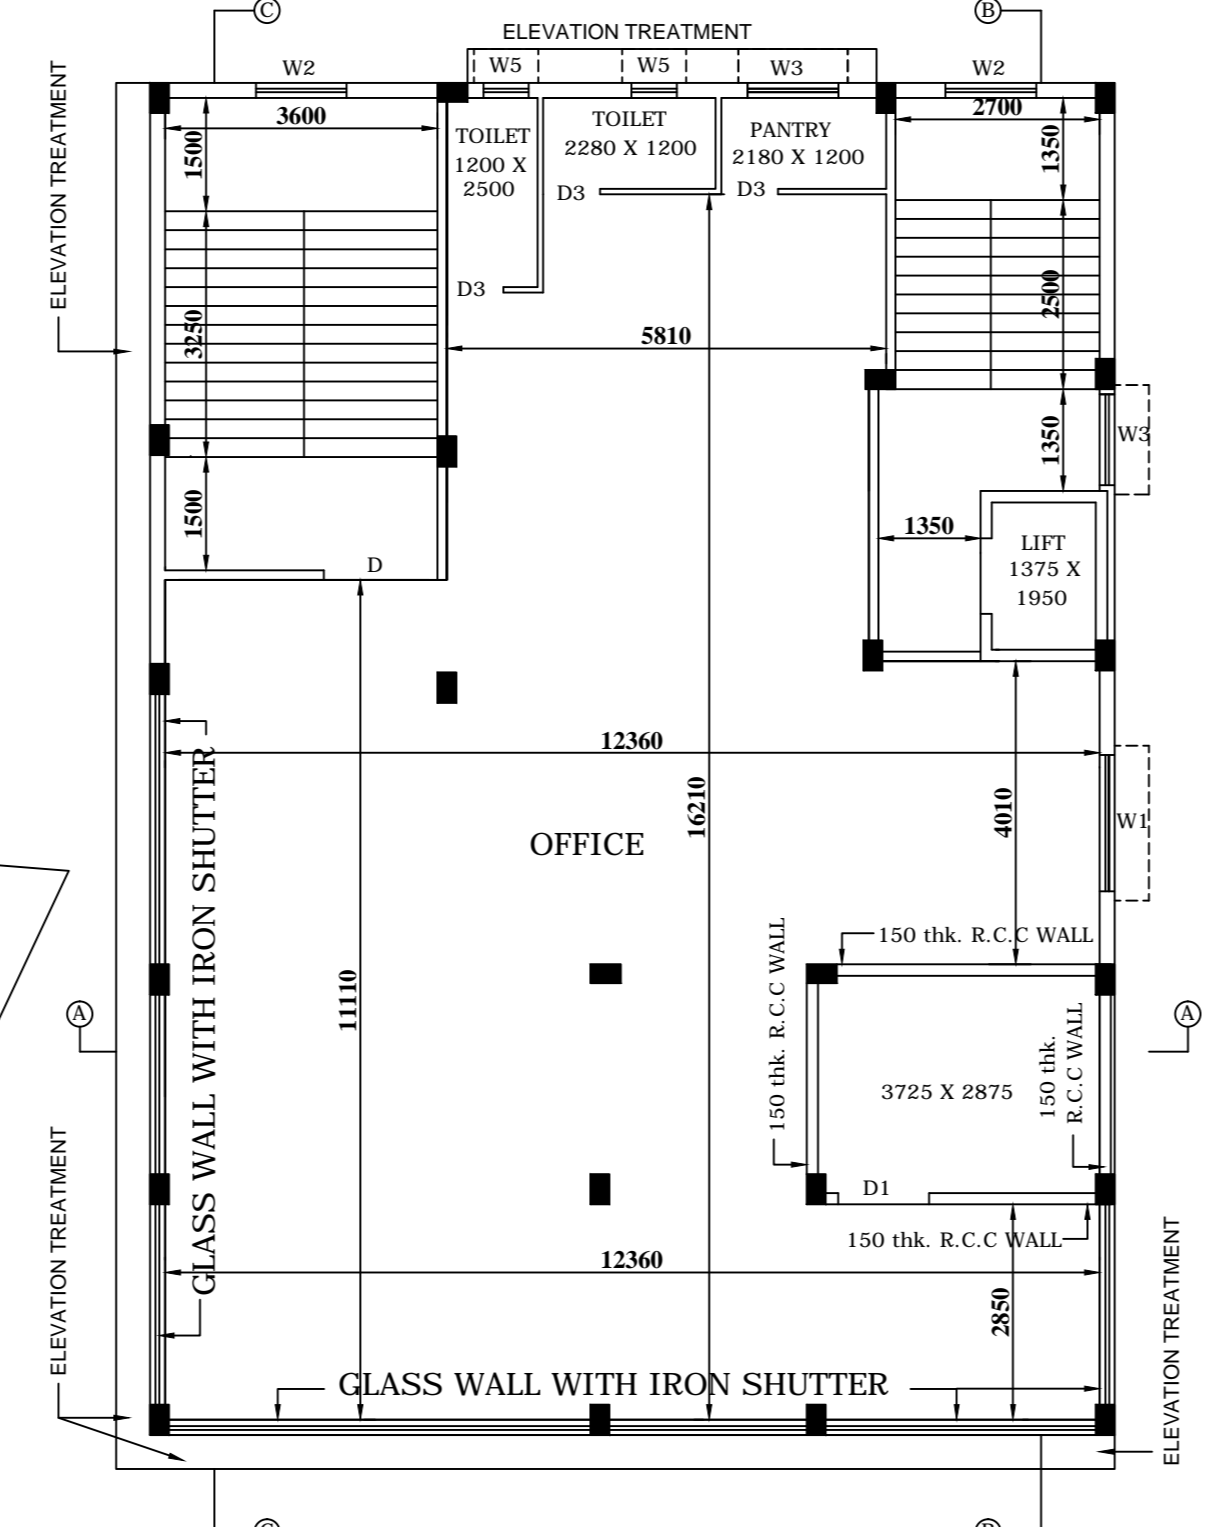 C
B
ELEVATION TREATMENT
W2
W5
W5
W3
W2
ELEVATION TREATMENT
3600
1500
TOILET
1200 X
2500
TOILET
2280 X 1200
PANTRY
2180 X 1200
2700
1350
D3
D3
D3
3250
5810
2500
1350
W3
1500
D
1350
LIFT
1375 X
1950
12360
GLASS WALL WITH IRON SHUTTER
16210
4010
W1
OFFICE
11110
150 thk. R.C.C WALL
150 thk. R.C.C WALL
A
A
3725 X 2875
150 thk.
R.C.C WALL
D1
150 thk. R.C.C WALL
12360
2850
ELEVATION TREATMENT
ELEVATION TREATMENT
GLASS WALL WITH IRON SHUTTER